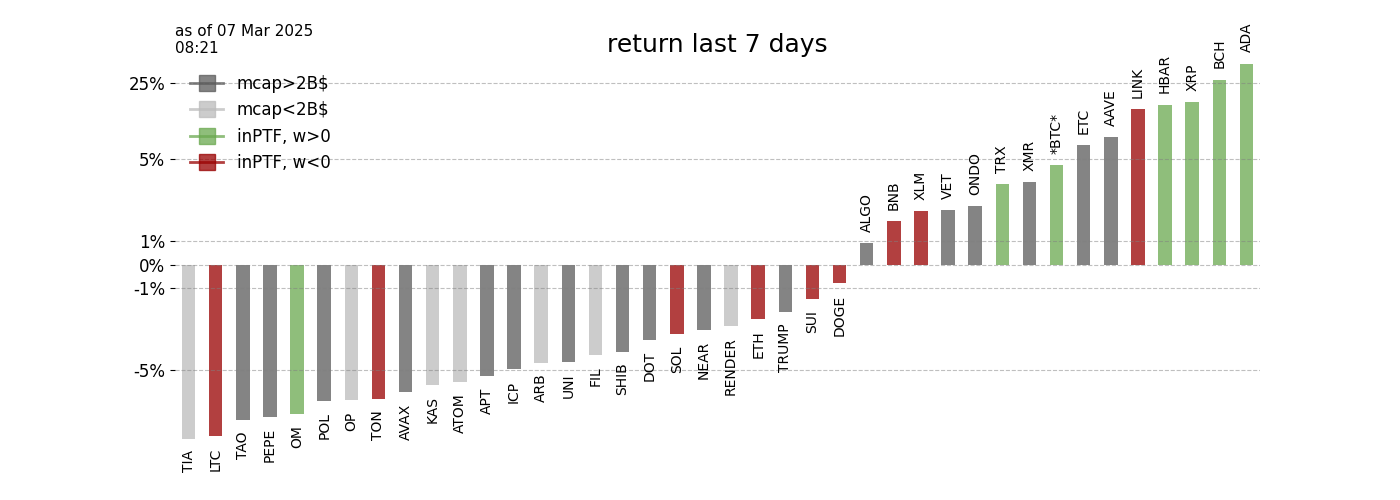 as of 07 Mar 2025
08:21
return last 7 days
mcap>2B$
mcap<2B$
inPTF, w>0
inPTF, w<0
25%
5%
1%
0%
-1%
-5%
TIA
LTC
TAO
PEPE
OM
POL
OP
TON
AVAX
KAS
ATOM
APT
ICP
ARB
UNI
FIL
SHIB
DOT
SOL
NEAR
RENDER
ETH
TRUMP
SUI
DOGE
ALGO
BNB
XLM
VET
ONDO
TRX
XMR
*BTC*
ETC
AAVE
LINK
HBAR
XRP
BCH
ADA